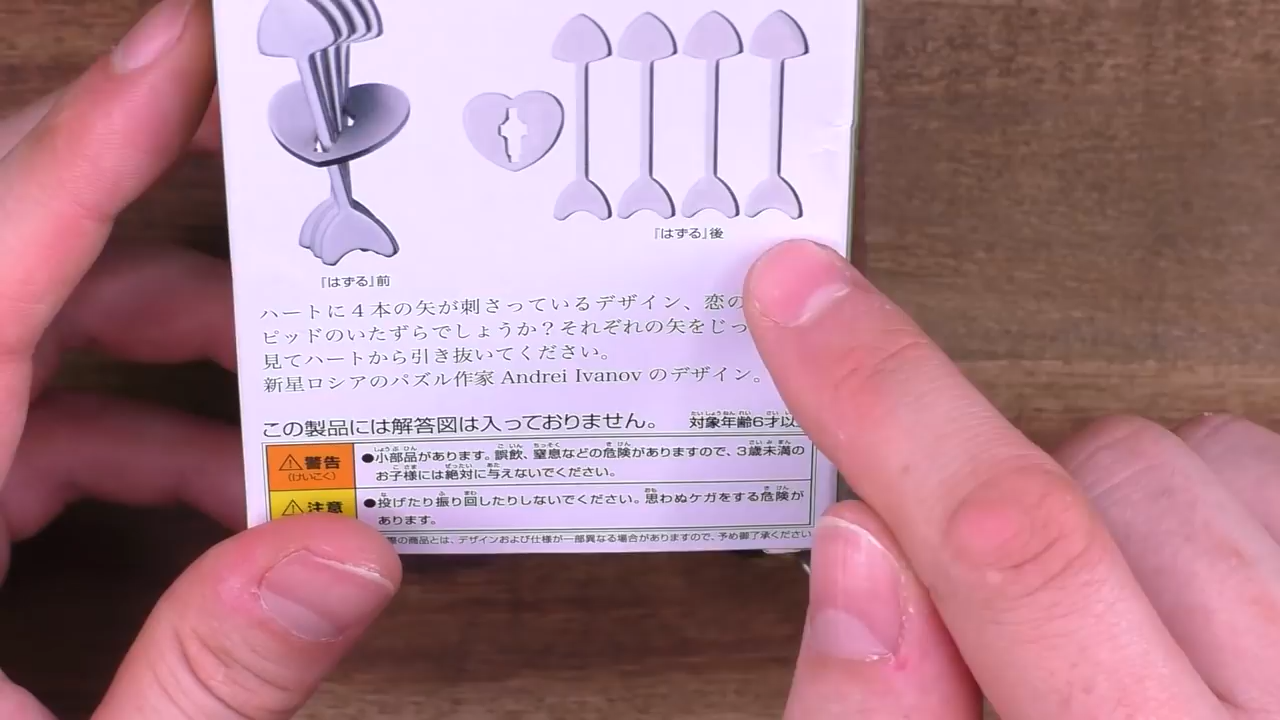 『はずる』後
『はずる』前
ハートに4本の矢が刺さっているデザイン、恋の
ピッドのいたずらでしょうか？それぞれの矢をじっ
見てハートから引き抜いてください。
新星ロシアのパズル作家 Andrei Ivanov のデザイン。
この製品には解答図は入っておりません。 対象年齢6才以
警告 (けいこく) ●小部品があります。誤飲、窒息などの危険がありますので、3歳未満の
お子様には絶対に与えないでください。
注意 ●投げたり振り回したりしないでください。思わぬケガをする危険が
あります。
際の商品とは、デザインおよび仕様が一部異なる場合がありますので、予め御了承ください